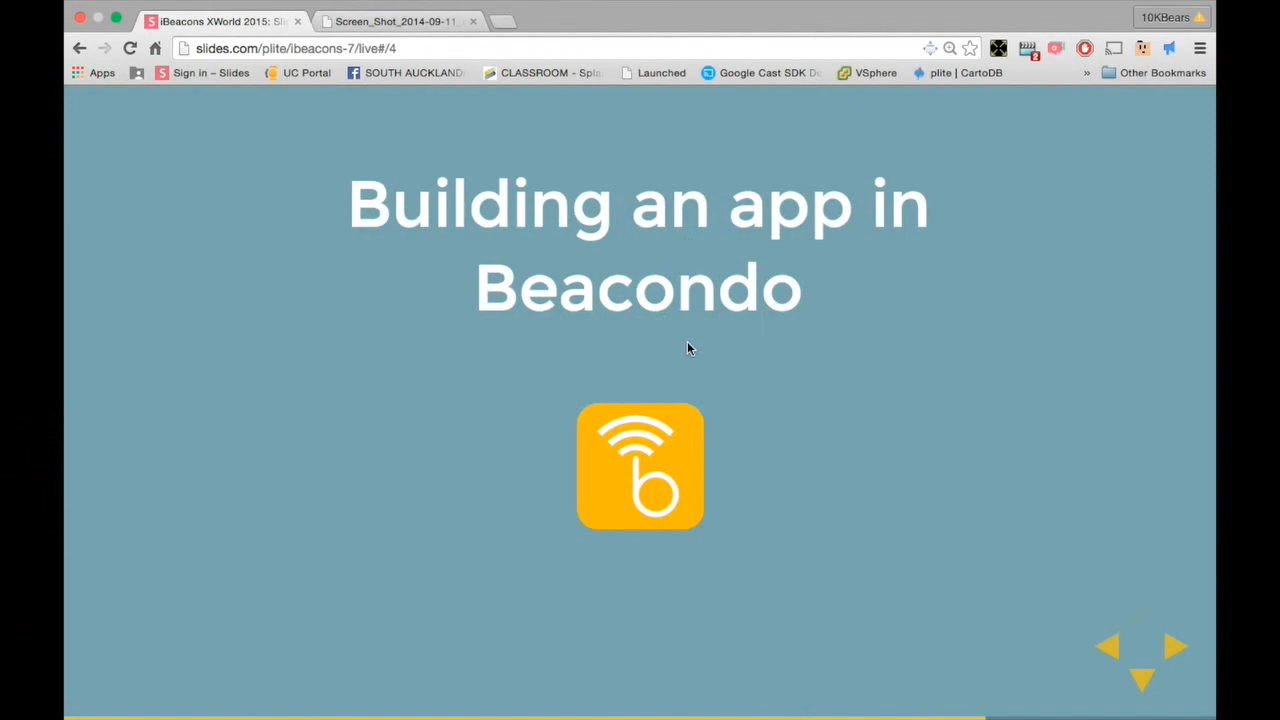 iBeacons XWorld 2015: Sli
Screen_Shot_2014-09-11
10KBears
slides.com/plite/ibeacons-7/live#/4
2
Apps
Sign in – Slides
UC Portal
SOUTH AUCKLAND
CLASSROOM - Spla
Launched
Google Cast SDK De
VSphere
plite | CartoDB
»
Other Bookmarks
Building an app in
Beacondo
b